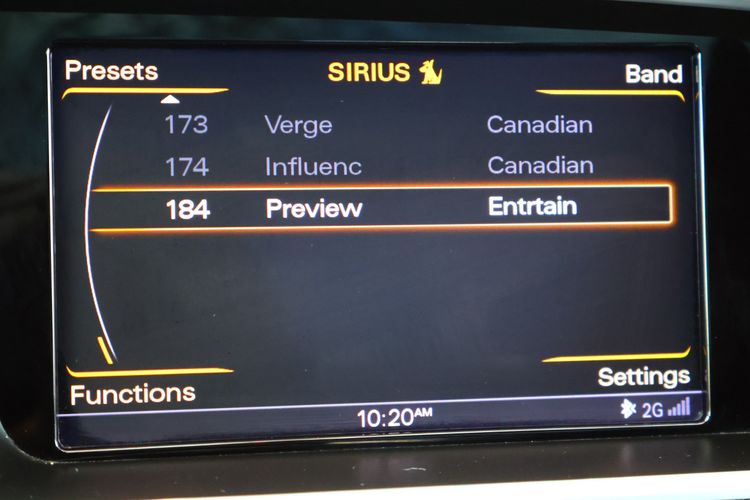 Presets SIRIUS Band
173 Verge Canadian
174 Influenc Canadian
184 Preview Entrtain
Functions Settings
10:20AM 2G